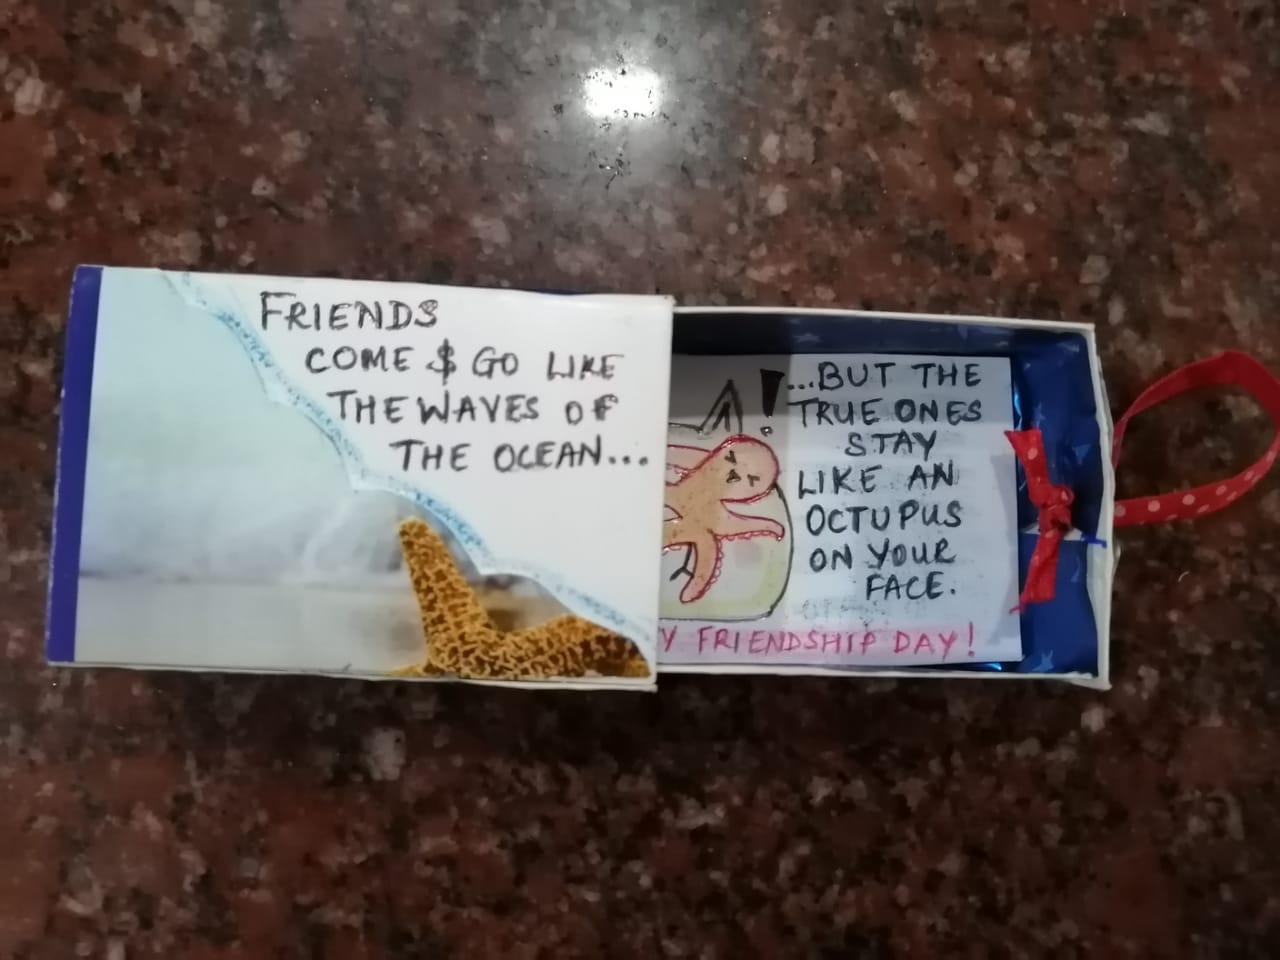 FRIENDS
COME & GO LIKE
THE WAVES OF
THE OCEAN...
...BUT THE
TRUE ONES
STAY
LIKE AN
OCTUPUS
ON YOUR
FACE.
Y FRIENDSHIP DAY!